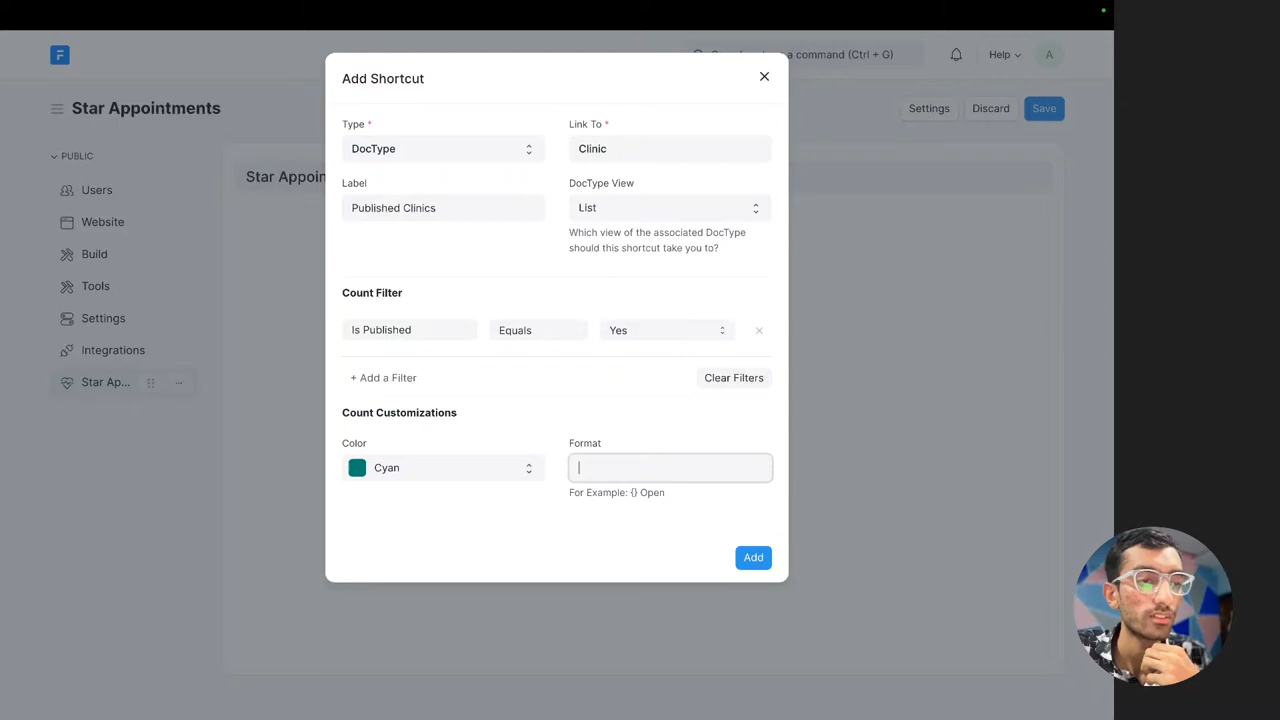 F
a command (Ctrl + G)
Help
A
Star Appointments
Settings
Discard
Save
PUBLIC
Users
Website
Build
Tools
Settings
Integrations
Star Ap...
Star Appoin
Add Shortcut
Type *
Link To *
DocType
Clinic
Label
DocType View
Published Clinics
List
Which view of the associated DocType
should this shortcut take you to?
Count Filter
Is Published
Equals
Yes
+ Add a Filter
Clear Filters
Count Customizations
Color
Format
Cyan
For Example: {} Open
Add